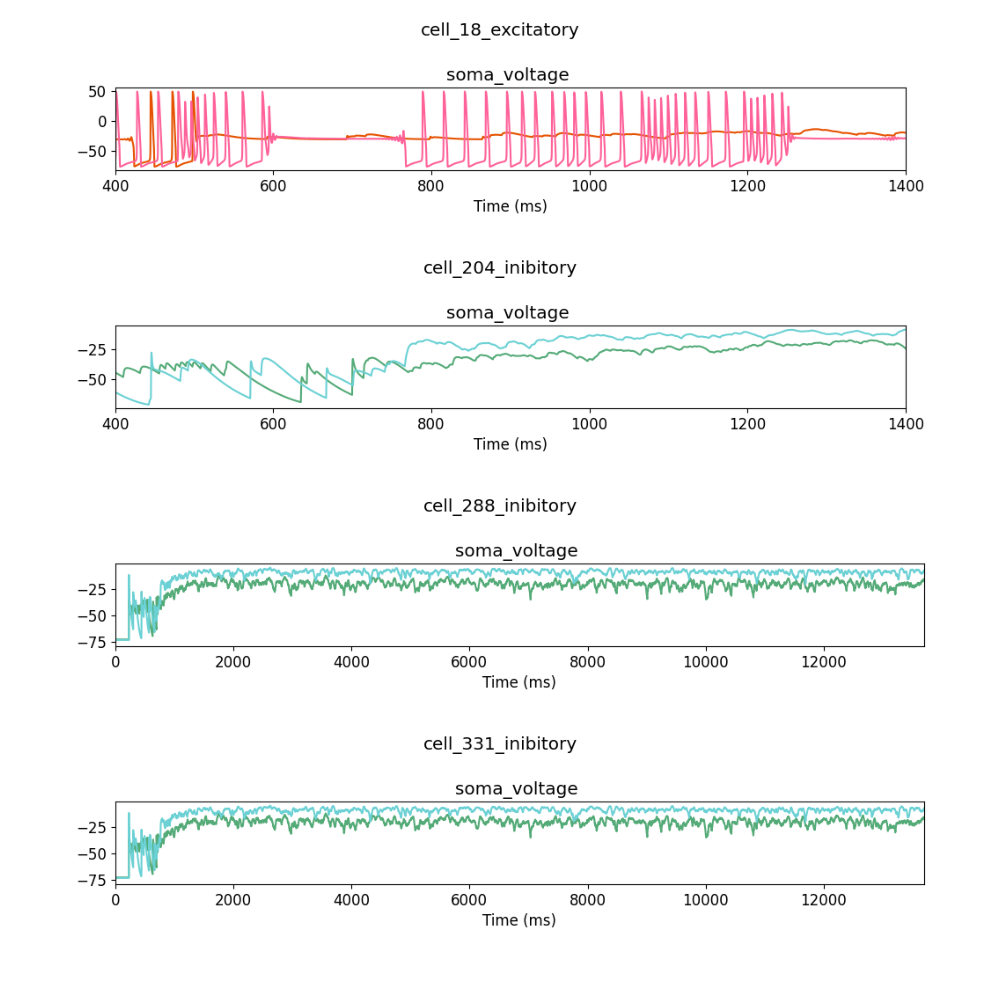 cell_18_excitatory
soma_voltage
50
0
−50
400 600 800 1000 1200 1400
Time (ms)
cell_204_inibitory
soma_voltage
−25
−50
400 600 800 1000 1200 1400
Time (ms)
cell_288_inibitory
soma_voltage
−25
−50
−75
0 2000 4000 6000 8000 10000 12000
Time (ms)
cell_331_inibitory
soma_voltage
−25
−50
−75
0 2000 4000 6000 8000 10000 12000
Time (ms)